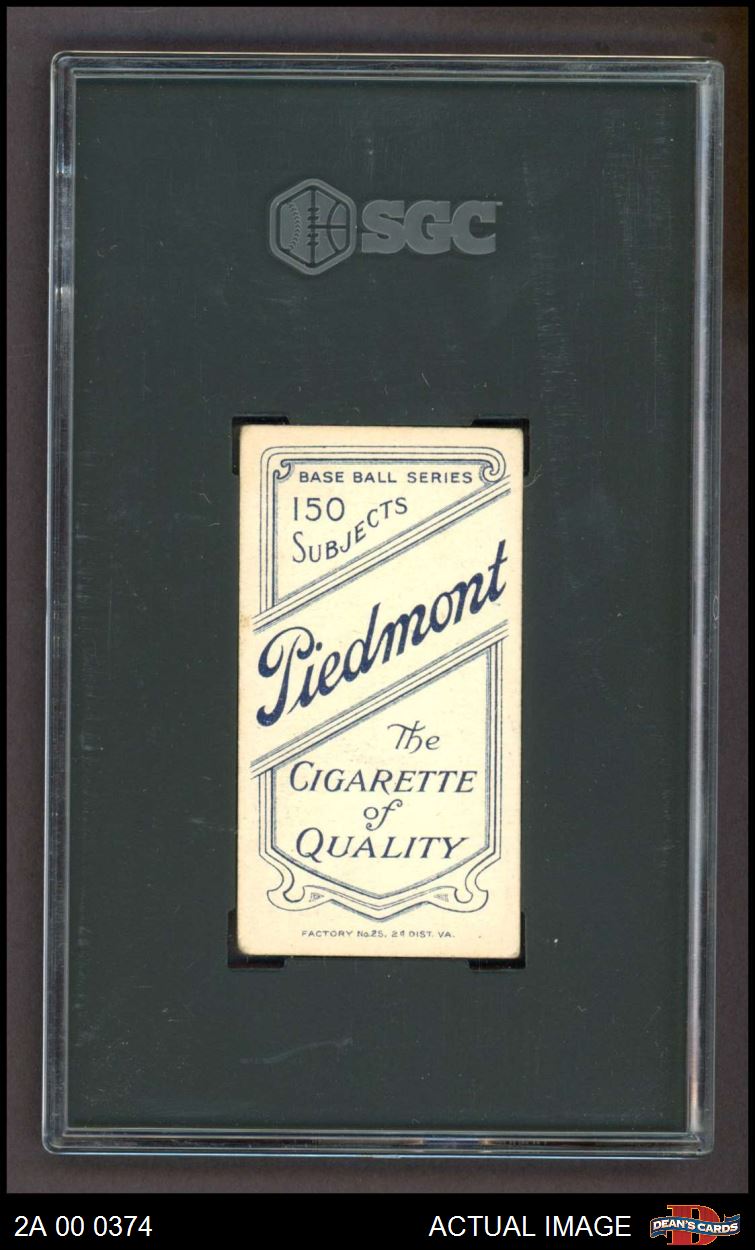 SGC
BASE BALL SERIES
150
SUBJECTS
Piedmont
The
CIGARETTE
of
QUALITY
FACTORY No.25. 2d DIST. VA.
2A 00 0374
ACTUAL IMAGE
DEAN'S CARDS